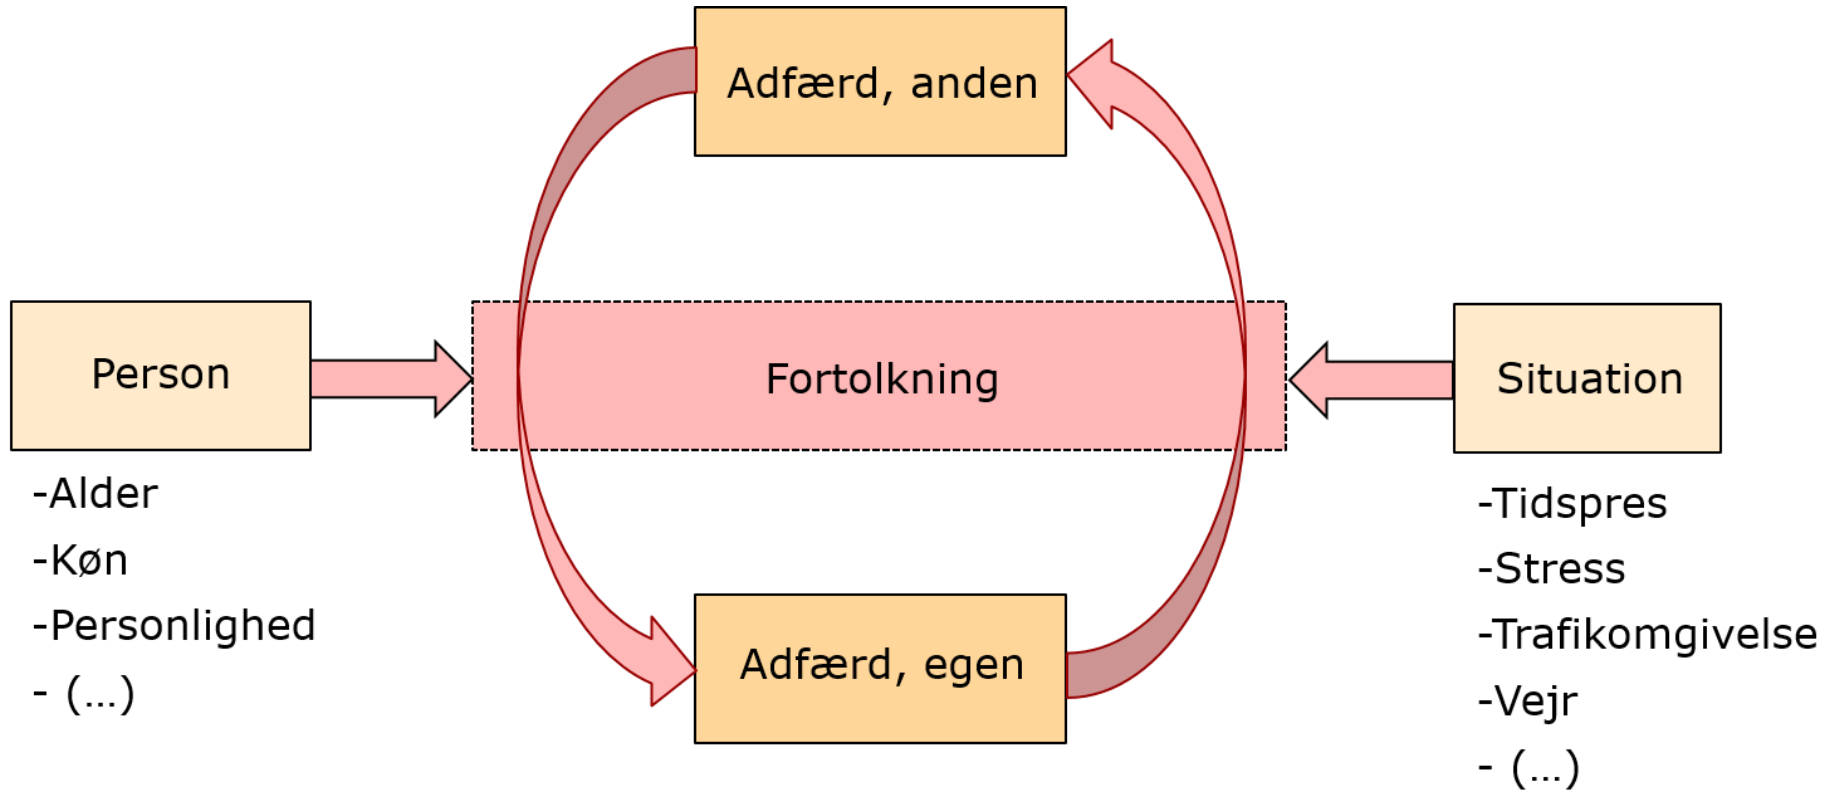 Adfærd, anden
Person
Fortolkning
Situation
-Alder
-Køn
-Personlighed
- (...)
Adfærd, egen
-Tidspres
-Stress
-Trafikomgivelse
-Vejr
- (...)